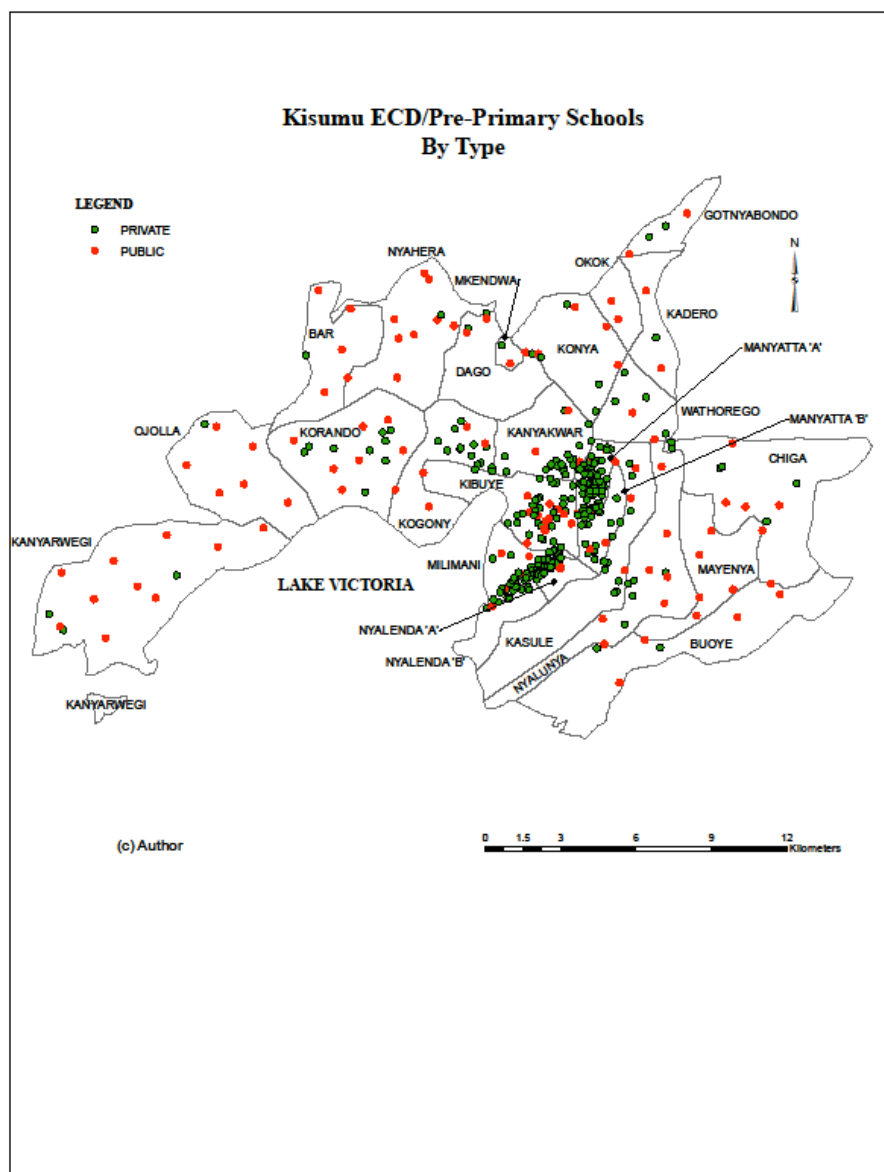 Kisumu ECD/Pre-Primary Schools
By Type
LEGEND
PRIVATE
PUBLIC
GOTNYABONDO
N
NYAHERA
MKENDWA
OKOK
KADERO
BAR
KONYA
MANYATTA 'A'
DAGO
WATHOREGO
MANYATTA 'B'
OJOLLA
KORANDO
KANYAKWAR
CHIGA
KIBUYE
KOGONY
KANYARWEGI
MILIMANI
MAYENYA
LAKE VICTORIA
NYALENDA 'A'
KASULE
BUOYE
NYALENDA 'B'
NYALUNYA
KANYARWEGI
(c) Author
0 1.5 3 6 9 12
Kilometers